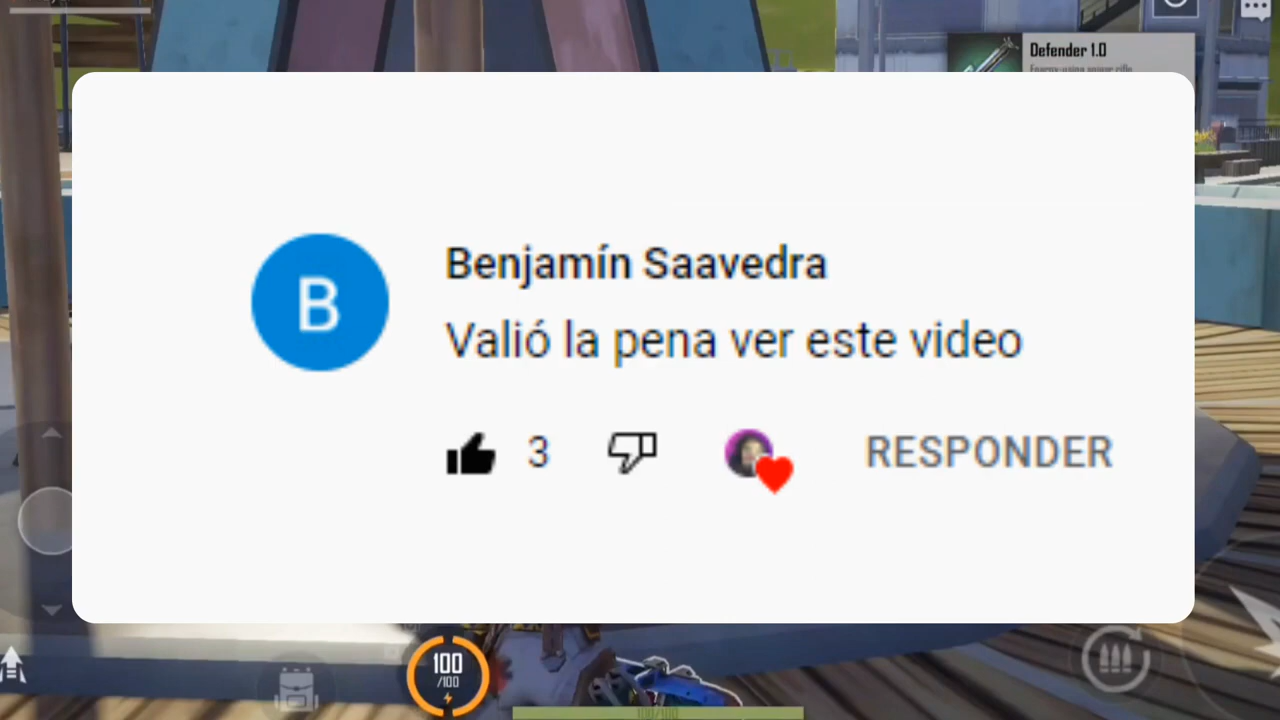 Defender 1.0
B
Benjamín Saavedra
Valió la pena ver este video
3
RESPONDER
100
/100